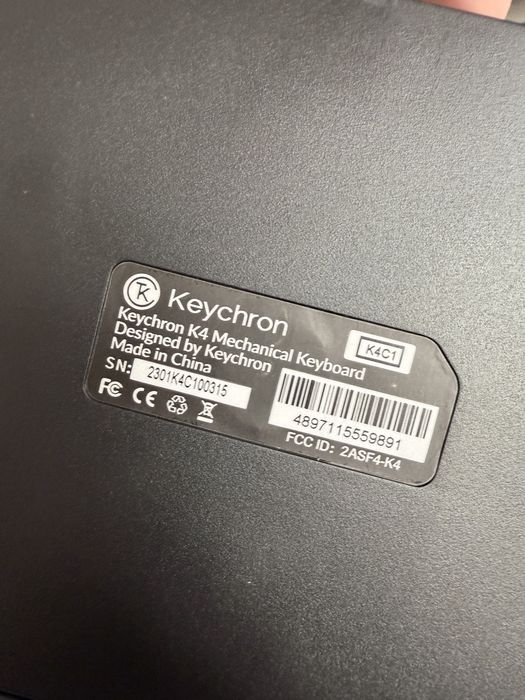 Keychron
Keychron K4 Mechanical Keyboard
Designed by Keychron
Made in China
K4C1
SN: 2301K4C100315
4897115559891
FCC ID: 2ASF4-K4